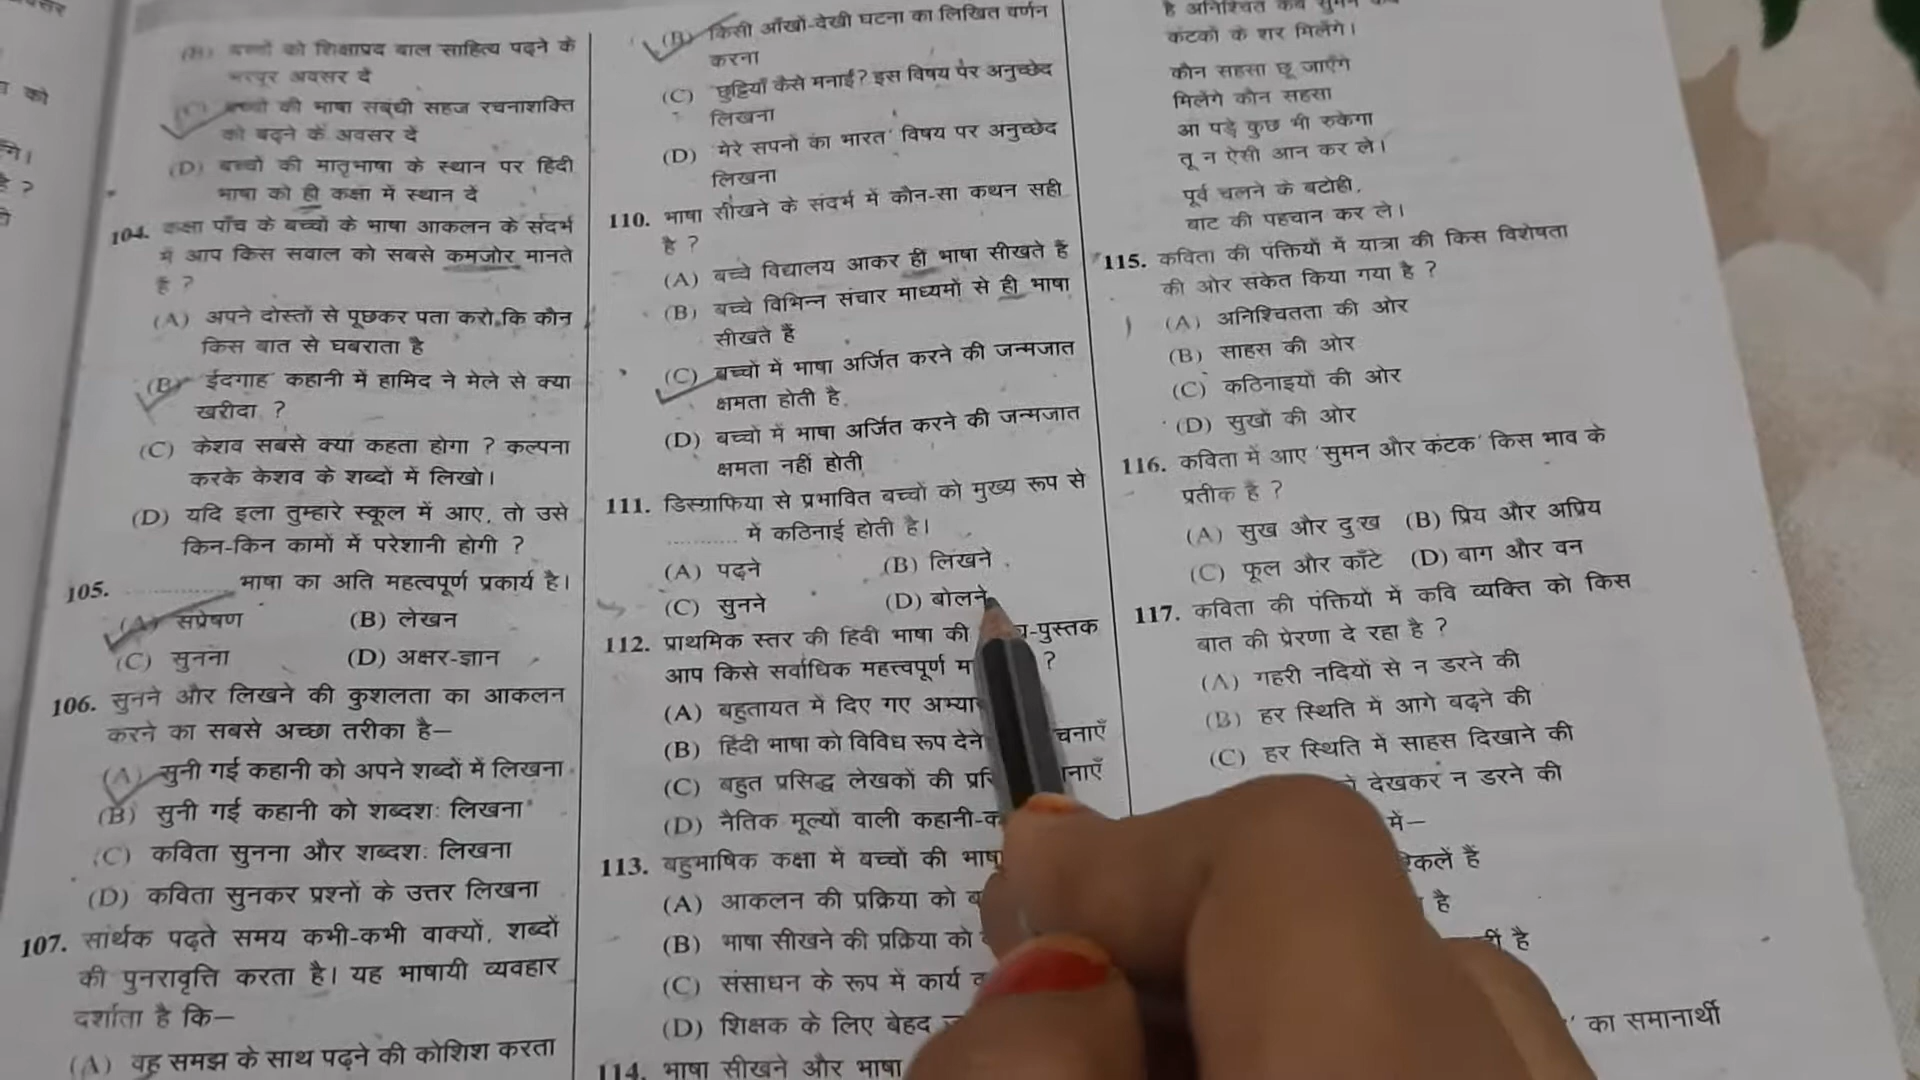 (B) बच्चों को शिक्षाप्रद बाल साहित्य पढ़ने के
भरपूर अवसर दें
(C) बच्चों की भाषा संबंधी सहज रचनाशक्ति
को बढ़ने के अवसर दें
(D) बच्चों की मातृभाषा के स्थान पर हिंदी
भाषा को ही कक्षा में स्थान दें
104. कक्षा पाँच के बच्चों के भाषा आकलन के संदर्भ
में आप किस सवाल को सबसे कमजोर मानते
है ?
(A) अपने दोस्तों से पूछकर पता करो कि कौन
किस बात से घबराता है
(B) ईदगाह' कहानी में हामिद ने मेले से क्या
खरीदा ?
(C) केशव सबसे क्या कहता होगा ? कल्पना
करके केशव के शब्दों में लिखो।
(D) यदि इला तुम्हारे स्कूल में आए, तो उसे
किन-किन कामों में परेशानी होगी ?
105. .............. भाषा का अति महत्वपूर्ण प्रकार्य है।
(A) संप्रेषण (B) लेखन
(C) सुनना (D) अक्षर-ज्ञान
106. सुनने और लिखने की कुशलता का आकलन
करने का सबसे अच्छा तरीका है—
(A) सुनी गई कहानी को अपने शब्दों में लिखना
(B) सुनी गई कहानी को शब्दशः लिखना
(C) कविता सुनना और शब्दशः लिखना
(D) कविता सुनकर प्रश्नों के उत्तर लिखना
107. सार्थक पढ़ते समय कभी-कभी वाक्यों, शब्दों
की पुनरावृत्ति करता है। यह भाषायी व्यवहार
दर्शाता है कि—
(A) वह समझ के साथ पढ़ने की कोशिश करता
(B) किसी आँखों-देखी घटना का लिखित वर्णन
करना
(C) छुट्टियाँ कैसे मनाई? इस विषय पर अनुच्छेद
लिखना
(D) मेरे सपनों का भारत' विषय पर अनुच्छेद
लिखना
110. भाषा सीखने के संदर्भ में कौन-सा कथन सही
है ?
(A) बच्चे विद्यालय आकर ही भाषा सीखते हैं
(B) बच्चे विभिन्न संचार माध्यमों से ही भाषा
सीखते हैं
(C) बच्चों में भाषा अर्जित करने की जन्मजात
क्षमता होती है
(D) बच्चों में भाषा अर्जित करने की जन्मजात
क्षमता नहीं होती
111. डिस्ग्राफिया से प्रभावित बच्चों को मुख्य रूप से
........... में कठिनाई होती है।
(A) पढ़ने (B) लिखने
(C) सुनने (D) बोलने
112. प्राथमिक स्तर की हिंदी भाषा की पुस्तक
आप किसे सर्वाधिक महत्त्वपूर्ण ?
(A) बहुतायत में दिए गए
(B) हिंदी भाषा को विविध रूप देने
(C) बहुत प्रसिद्ध लेखकों की
(D) नैतिक मूल्यों वाली
113. बहुभाषिक कक्षा में बच्चों की
(A) आकलन की प्रक्रिया को
(B) भाषा सीखने की प्रक्रिया को
(C) संसाधन के रूप में कार्य
(D) शिक्षक के लिए बेहद
114. भाषा सीखने और भाषा
है अनिश्चित कब सुमन कब
कंटकों के शर मिलेंगे।
कौन सहसा छू जाएँगे
मिलेंगे कौन सहसा
आ पड़े कुछ भी रुकेगा
तू न ऐसी आन कर ले।
पूर्व चलने के बटोही,
बाट की पहचान कर ले।
115. कविता की पंक्तियों में यात्रा की किस विशेषता
की ओर संकेत किया गया है ?
(A) अनिश्चितता की ओर
(B) साहस की ओर
(C) कठिनाइयों की ओर
(D) सुखों की ओर
116. कविता में आए 'सुमन और कंटक' किस भाव के
प्रतीक है ?
(A) सुख और दुःख (B) प्रिय और अप्रिय
(C) फूल और काँटे (D) बाग और वन
117. कविता की पंक्तियों में कवि व्यक्ति को किस
बात की प्रेरणा दे रहा है ?
(A) गहरी नदियों से न डरने की
(B) हर स्थिति में आगे बढ़ने की
(C) हर स्थिति में साहस दिखाने की
देखकर न डरने की
में—
हैं
है
है
का समानार्थी